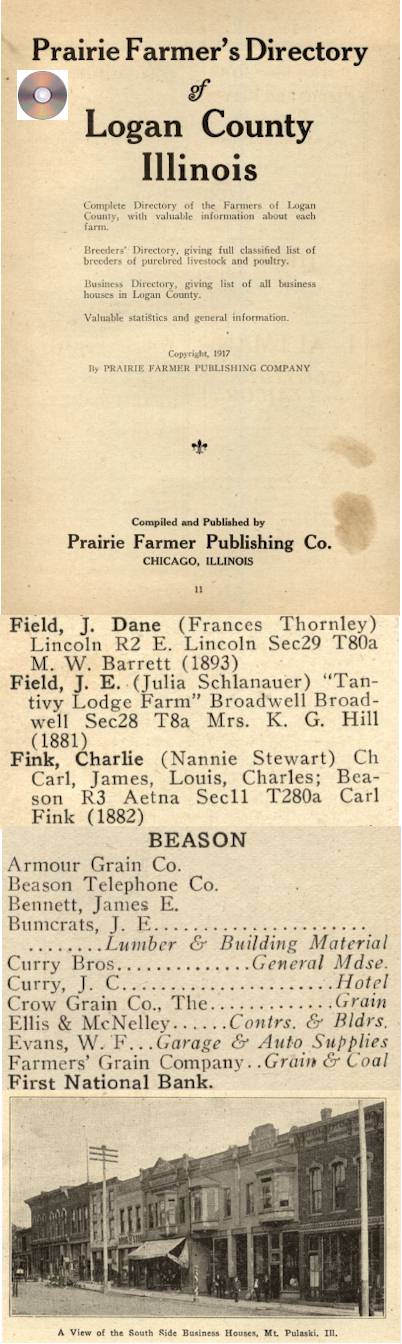 Prairie Farmer's Directory
of
Logan County
Illinois
Complete Directory of the Farmers of Logan
County, with valuable information about each
farm.
Breeders' Directory, giving full classified list of
breeders of purebred livestock and poultry.
Business Directory, giving list of all business
houses in Logan County.
Valuable statistics and general information.
Copyright, 1917
By PRAIRIE FARMER PUBLISHING COMPANY
Compiled and Published by
Prairie Farmer Publishing Co.
CHICAGO, ILLINOIS
11
Field, J. Dane (Frances Thornley)
Lincoln R2 E. Lincoln Sec29 T80a
M. W. Barrett (1893)
Field, J. E. (Julia Schlanauer) "Tan-
tivy Lodge Farm" Broadwell Broad-
well Sec28 T8a Mrs. K. G. Hill
(1881)
Fink, Charlie (Nannie Stewart) Ch
Carl, James, Louis, Charles; Bea-
son R3 Aetna Sec11 T280a Carl
Fink (1882)
BEASON
Armour Grain Co.
Beason Telephone Co.
Bennett, James E.
Bumcrats, J. E......................
........Lumber & Building Material
Curry Bros.............General Mdse.
Curry, J. C.....................Hotel
Crow Grain Co., The............Grain
Ellis & McNelley......Contrs. & Bldrs.
Evans, W. F...Garage & Auto Supplies
Farmers' Grain Company..Grain & Coal
First National Bank.
A View of the South Side Business Houses, Mt. Pulaski, Ill.